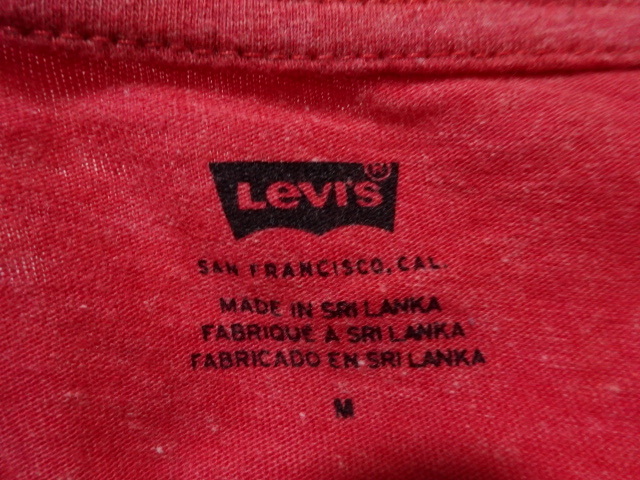 Levi's®
SAN FRANCISCO, CAL.
MADE IN SRI LANKA
FABRIQUE A SRI LANKA
FABRICADO EN SRI LANKA
M